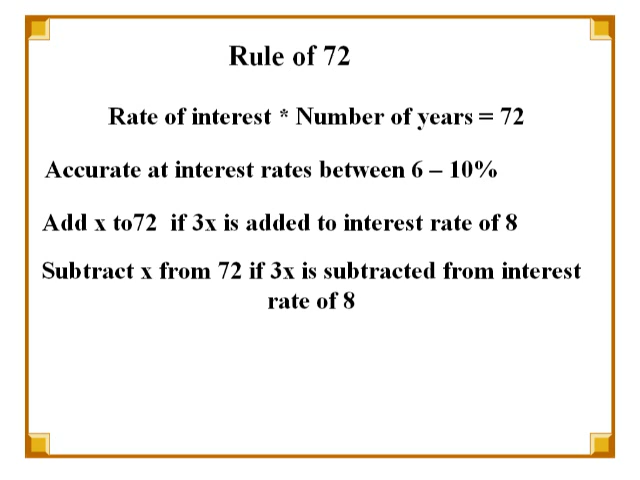 Rule of 72
Rate of interest * Number of years = 72
Accurate at interest rates between 6 – 10%
Add x to72 if 3x is added to interest rate of 8
Subtract x from 72 if 3x is subtracted from interest
rate of 8